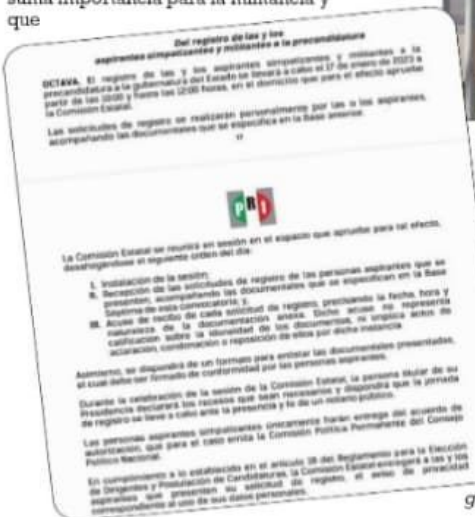 suma importancia para la militancia y
que
Del registro de las y los
aspirantes simpatizantes y militantes a la precandidatura
OCTAVA. El registro de las y los aspirantes simpatizantes y militantes a la
precandidatura a la gubernatura del Estado se llevará a cabo el 17 de enero de 2023 a
partir de las 10:00 y hasta las 12:00 horas, en el domicilio que para el efecto apruebe
la Comisión Estatal.
Las solicitudes de registro se realizarán personalmente por las o los aspirantes,
acompañando las documentales que se especifica en la Base anterior.
17
PRI
La Comisión Estatal se reunirá en sesión en el espacio que apruebe para tal efecto,
desahogándose el siguiente orden del día:
I. Instalación de la sesión;
II. Recepción de las solicitudes de registro de las personas aspirantes que se
presenten, acompañando las documentales que se especifican en la Base
Séptima de esta convocatoria; y,
III. Acuse de recibo de cada solicitud de registro, precisando la fecha, hora y
naturaleza de la documentación anexa. Dicho acuse no representa
calificación sobre la idoneidad de los documentos, ni implica actos de
aclaración, condonación o reposición de ellos por dicha instancia.
Asimismo, se dispondrá de un formato para enlistar las documentales presentadas,
el cual debe ser firmado de conformidad por las personas aspirantes.
Durante la celebración de la sesión de la Comisión Estatal, la persona titular de su
Presidencia declarará los recesos que sean necesarios y dispondrá que la jornada
de registro se lleve a cabo ante la presencia y fe de un notario público.
Las personas aspirantes simpatizantes únicamente harán entrega del acuerdo de
autorización, que para el caso emita la Comisión Política Permanente del Consejo
Político Nacional.
En cumplimiento a lo establecido en el artículo 38 del Reglamento para la Elección
de Dirigentes y Postulación de Candidaturas, la Comisión Estatal entregará a las y los
aspirantes que presenten su solicitud de registro, el aviso de privacidad
correspondiente al uso de sus datos personales.
g